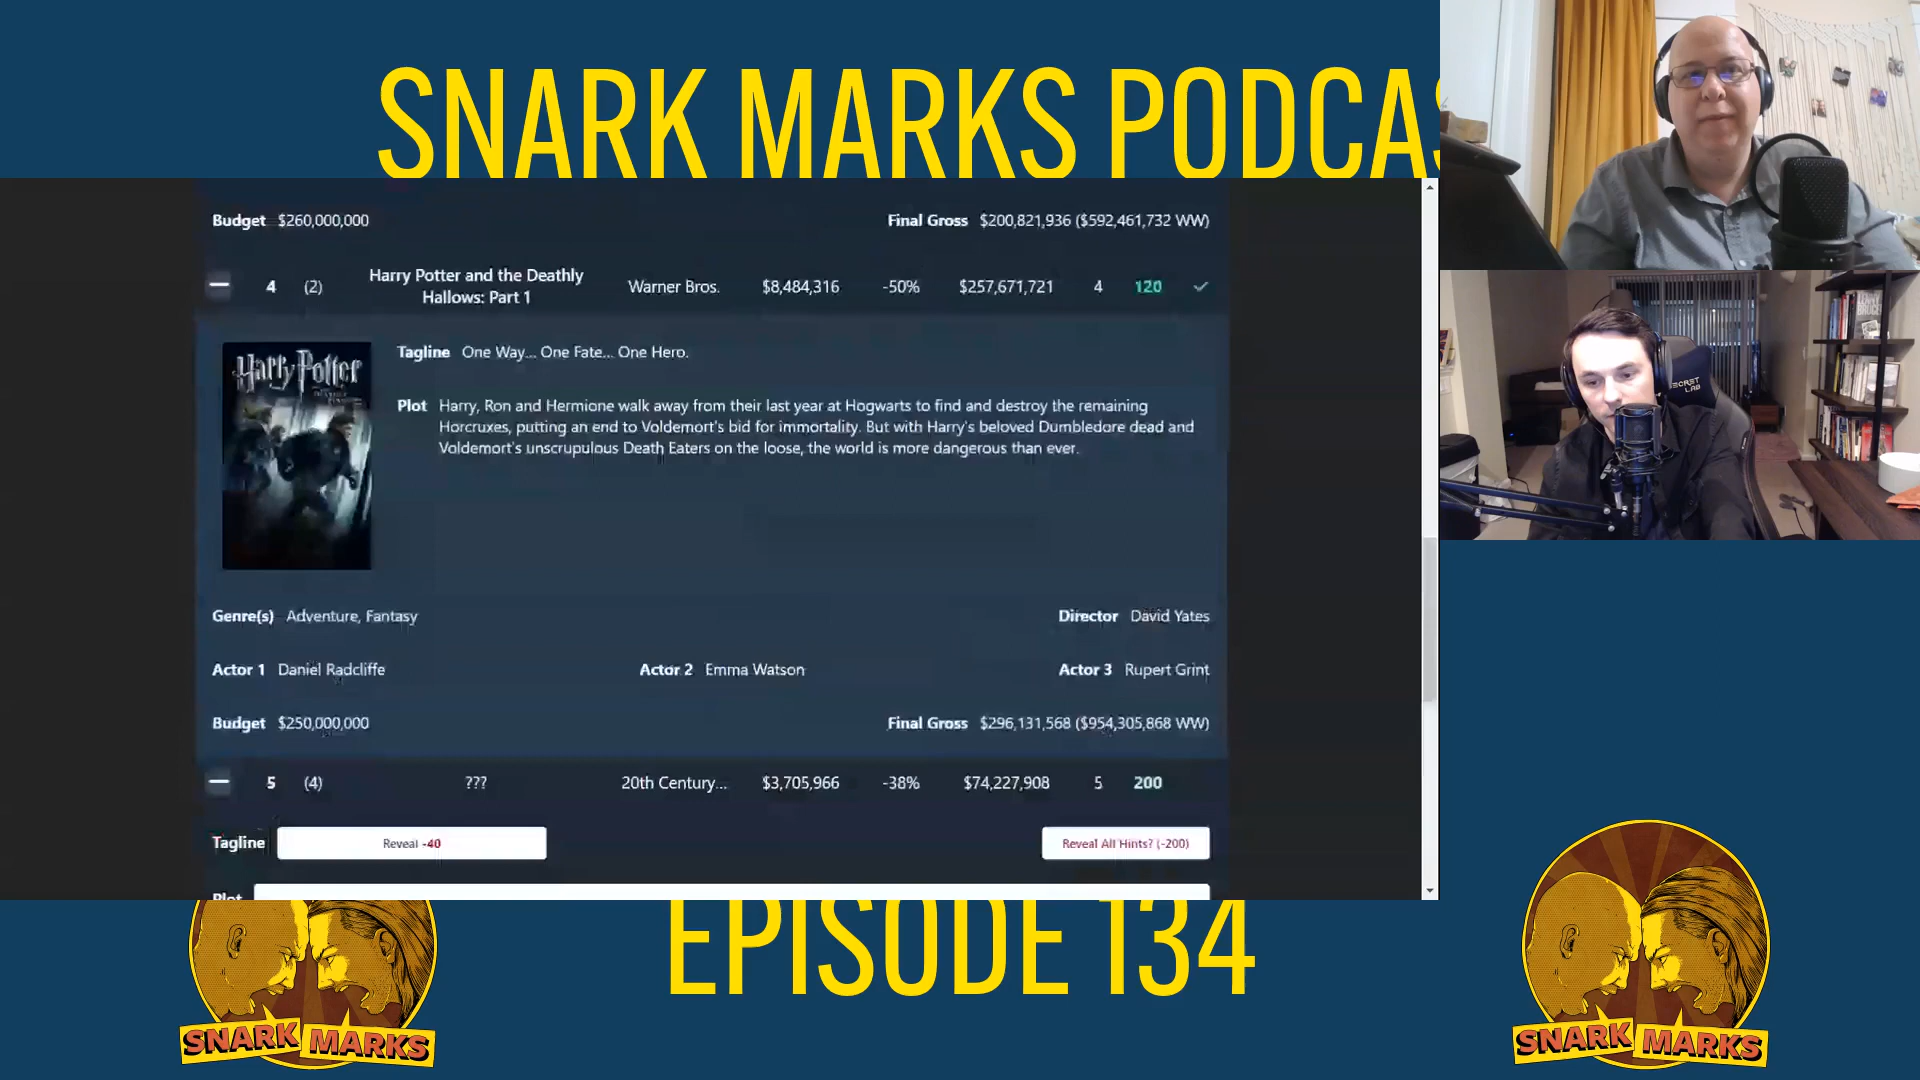 SNARK MARKS PODCAS
Budget $260,000,000 Final Gross $200,821,936 ($592,461,732 WW)
4 (2) Harry Potter and the Deathly Hallows: Part 1 Warner Bros. $8,484,316 -50% $257,671,721 4 120
Harry Potter
Tagline One Way... One Fate... One Hero.
Plot Harry, Ron and Hermione walk away from their last year at Hogwarts to find and destroy the remaining
Horcruxes, putting an end to Voldemort's bid for immortality. But with Harry's beloved Dumbledore dead and
Voldemort's unscrupulous Death Eaters on the loose, the world is more dangerous than ever.
Genre(s) Adventure, Fantasy Director David Yates
Actor 1 Daniel Radcliffe Actor 2 Emma Watson Actor 3 Rupert Grint
Budget $250,000,000 Final Gross $296,131,568 ($954,305,868 WW)
5 (4) ??? 20th Century... $3,705,966 -38% $74,227,908 5 200
Tagline Reveal -40 Reveal All Hints? (-200)
Plot
SECRET
LAB
EPISODE 134
SNARK MARKS
SNARK MARKS